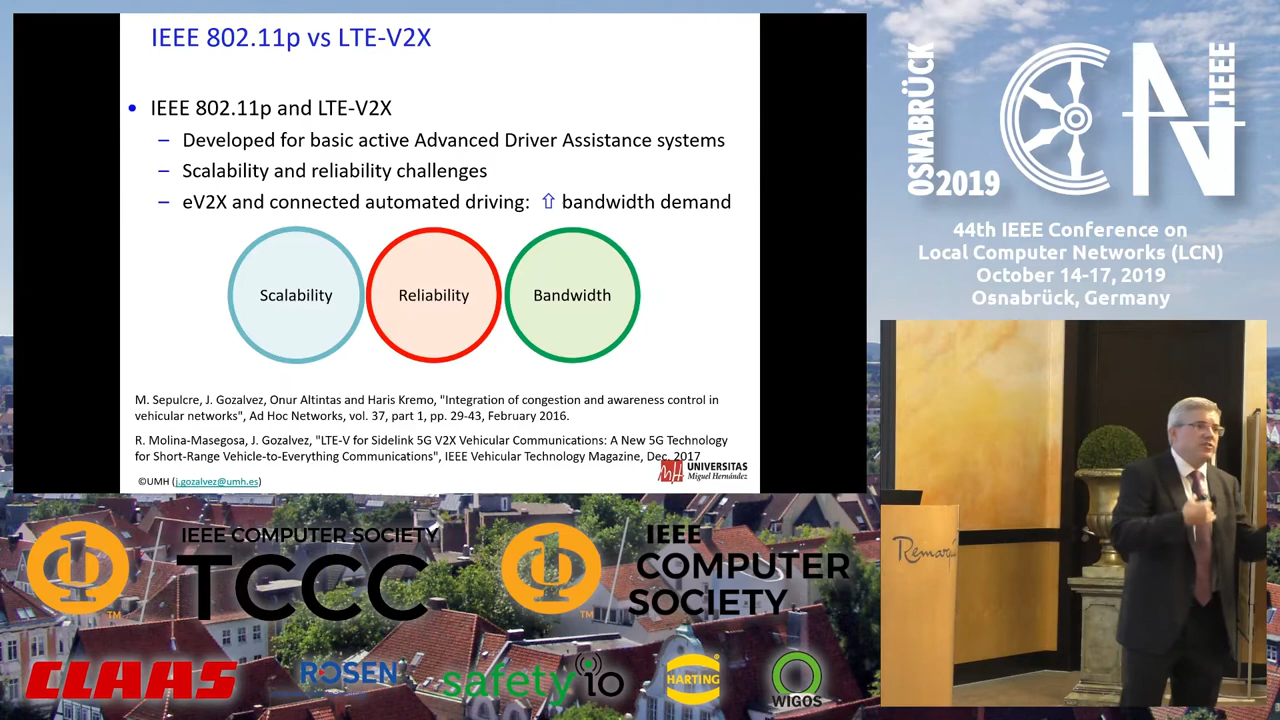 IEEE 802.11p vs LTE-V2X
• IEEE 802.11p and LTE-V2X
– Developed for basic active Advanced Driver Assistance systems
– Scalability and reliability challenges
– eV2X and connected automated driving: ⇧ bandwidth demand
Scalability
Reliability
Bandwidth
M. Sepulcre, J. Gozalvez, Onur Altintas and Haris Kremo, "Integration of congestion and awareness control in
vehicular networks", Ad Hoc Networks, vol. 37, part 1, pp. 29-43, February 2016.
R. Molina-Masegosa, J. Gozalvez, "LTE-V for Sidelink 5G V2X Vehicular Communications: A New 5G Technology
for Short-Range Vehicle-to-Everything Communications", IEEE Vehicular Technology Magazine, Dec. 2017
©UMH (j.gozalvez@umh.es)
UNIVERSITAS
Miguel Hernández
OSNABRÜCK
2019
CN
IEEE
44th IEEE Conference on
Local Computer Networks (LCN)
October 14-17, 2019
Osnabrück, Germany
IEEE COMPUTER SOCIETY
TCCC
TM
IEEE
COMPUTER
SOCIETY
TM
CLAAS
ROSEN
safety io
HARTING
WIGOS